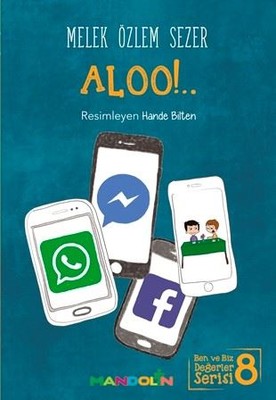 MELEK ÖZLEM SEZER
ALOO!..
Resimleyen Hande Bilten
f
Ben ve Biz
Değerler
Serisi
8
MANDOLİN